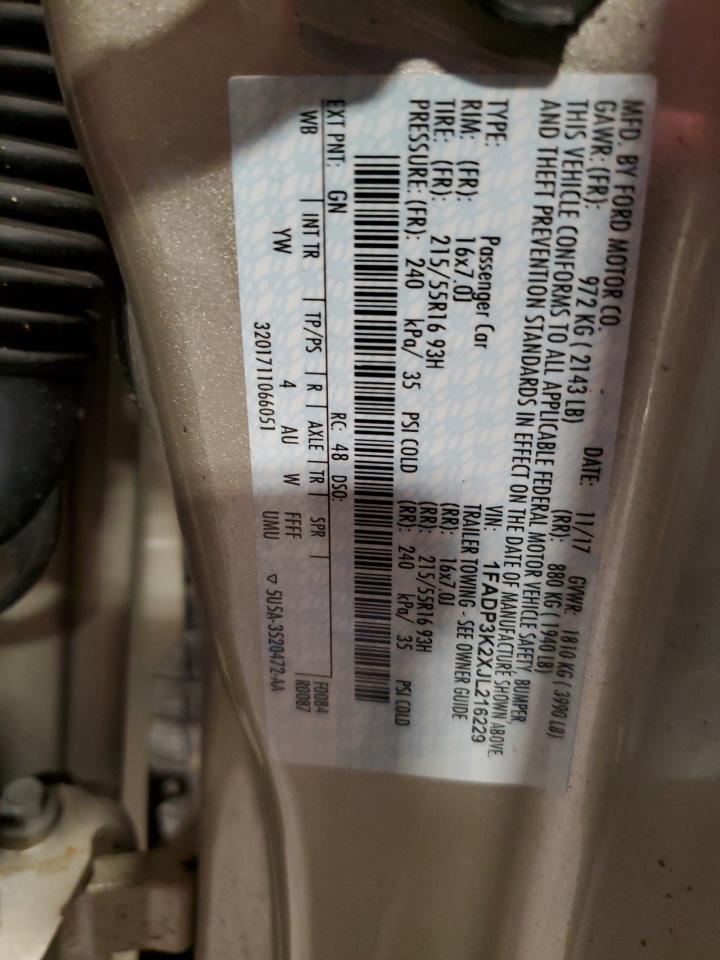 MFD. BY FORD MOTOR CO.
DATE: 11/17 GVWR: 1810 KG ( 3990 LB)
GAWR: (FR): 972 KG ( 2143 LB) (RR): 880 KG ( 1940 LB)
THIS VEHICLE CONFORMS TO ALL APPLICABLE FEDERAL MOTOR VEHICLE SAFETY, BUMPER,
AND THEFT PREVENTION STANDARDS IN EFFECT ON THE DATE OF MANUFACTURE SHOWN ABOVE.
VIN: 1FADP3K2XJL216229
TYPE: Passenger Car TRAILER TOWING - SEE OWNER GUIDE
RIM: (FR): 16x7.0J (RR): 16x7.0J
TIRE: (FR): 215/55R16 93H (RR): 215/55R16 93H
PRESSURE: (FR): 240 kPa/ 35 PSI COLD (RR): 240 kPa/ 35 PSI COLD
EXT PNT: GN RC: 48 DSO: F0084
WB INT TR TP/PS R AXLE TR SPR R0087
YW 4 AU W FFFF
3201711066051 UMU ▽ 5U5A-3520472-AA